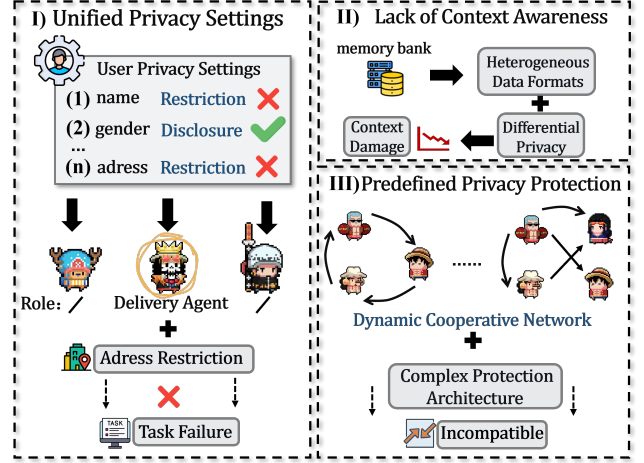 I) Unified Privacy Settings
User Privacy Settings
(1) name Restriction
(2) gender Disclosure
...
(n) adress Restriction
Role: / Delivery Agent /
Adress Restriction
TASK
Task Failure
II) Lack of Context Awareness
memory bank
Heterogeneous
Data Formats
Differential
Privacy
Context
Damage
III)Predefined Privacy Protection
......
Dynamic Cooperative Network
Complex Protection
Architecture
Incompatible